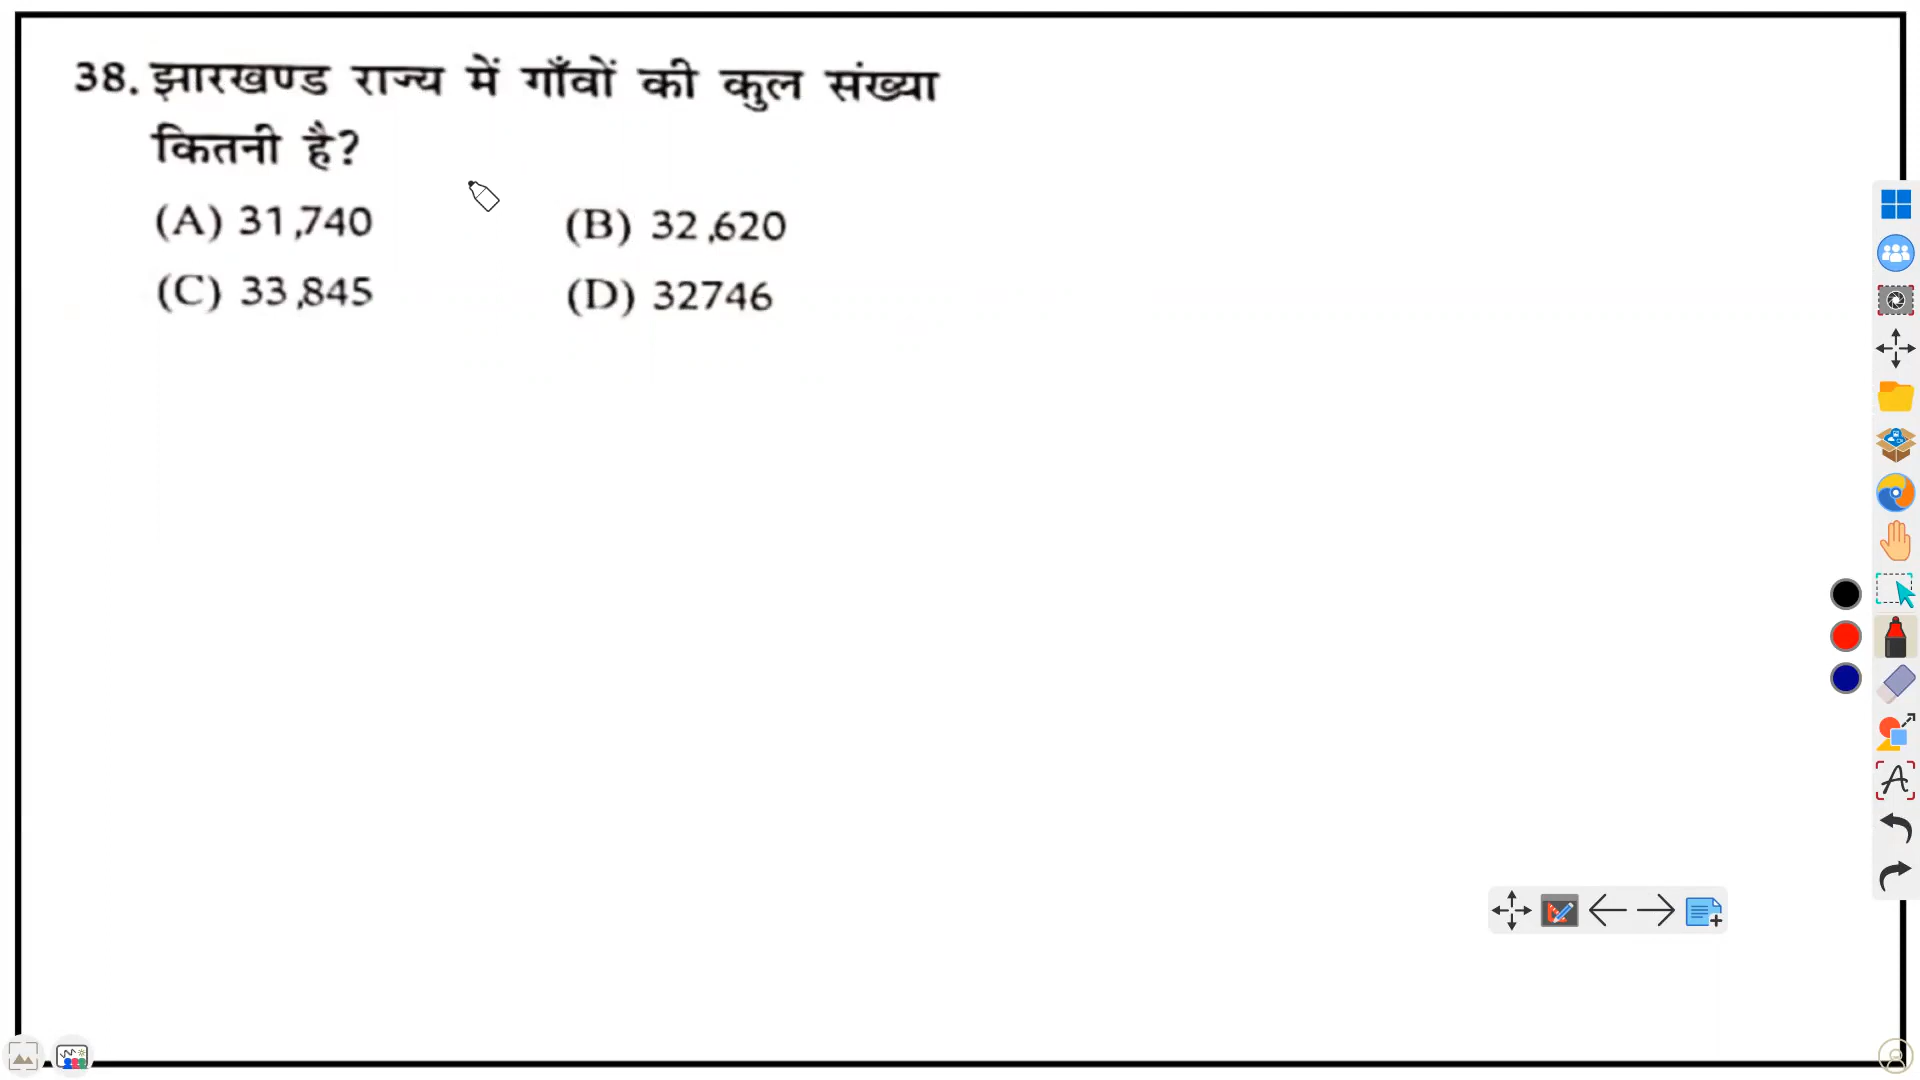 38. झारखण्ड राज्य में गाँवों की कुल संख्या
कितनी है?
(A) 31,740 (B) 32,620
(C) 33,845 (D) 32746